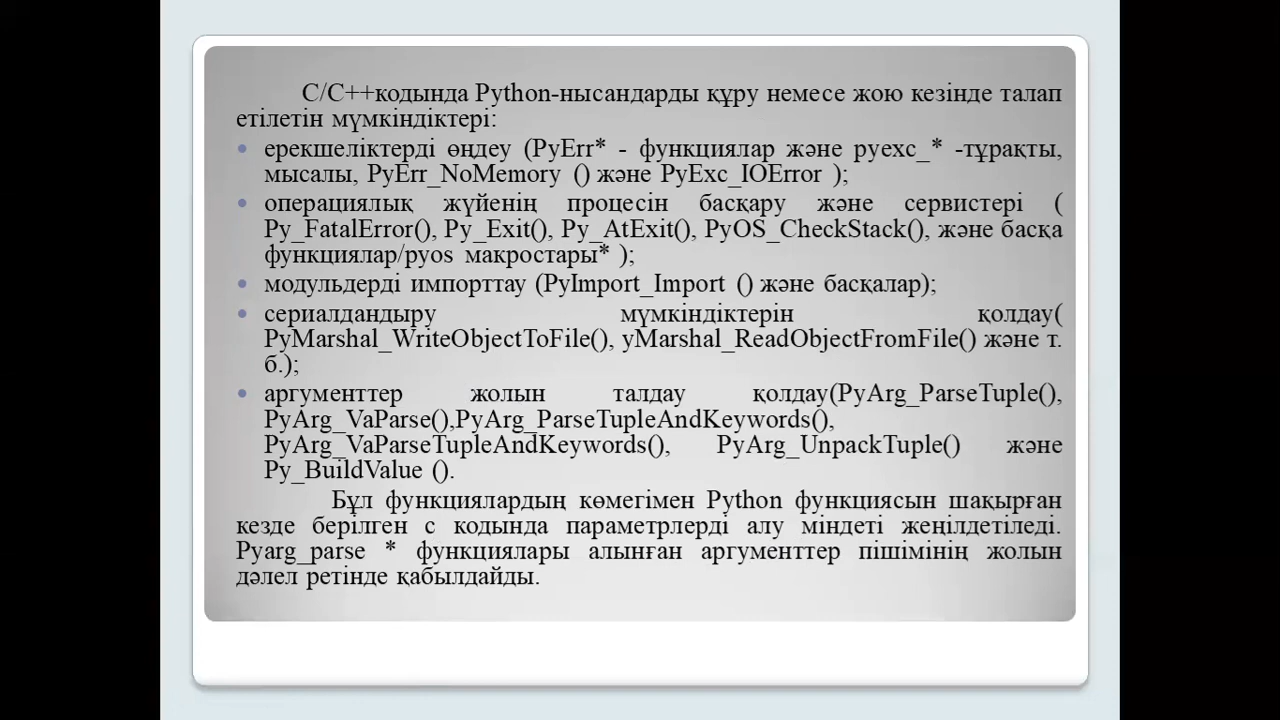 C/C++кодында Python-нысандарды құру немесе жою кезінде талап
етілетін мүмкіндіктері:
• ерекшеліктерді өңдеу (PyErr* - функциялар және pyexc_* -тұрақты,
мысалы, PyErr_NoMemory () және PyExc_IOError );
• операциялық жүйенің процесін басқару және сервистері (
Py_FatalError(), Py_Exit(), Py_AtExit(), PyOS_CheckStack(), және басқа
функциялар/pyos макростары* );
• модульдерді импорттау (PyImport_Import () және басқалар);
• сериалдандыру мүмкіндіктерін қолдау(
PyMarshal_WriteObjectToFile(), yMarshal_ReadObjectFromFile() және т.
б.);
• аргументтер жолын талдау қолдау(PyArg_ParseTuple(),
PyArg_VaParse(),PyArg_ParseTupleAndKeywords(),
PyArg_VaParseTupleAndKeywords(), PyArg_UnpackTuple() және
Py_BuildValue ().
Бұл функциялардың көмегімен Python функциясын шақырған
кезде берілген с кодында параметрлерді алу міндеті жеңілдетіледі.
Pyarg_parse * функциялары алынған аргументтер пішімінің жолын
дәлел ретінде қабылдайды.